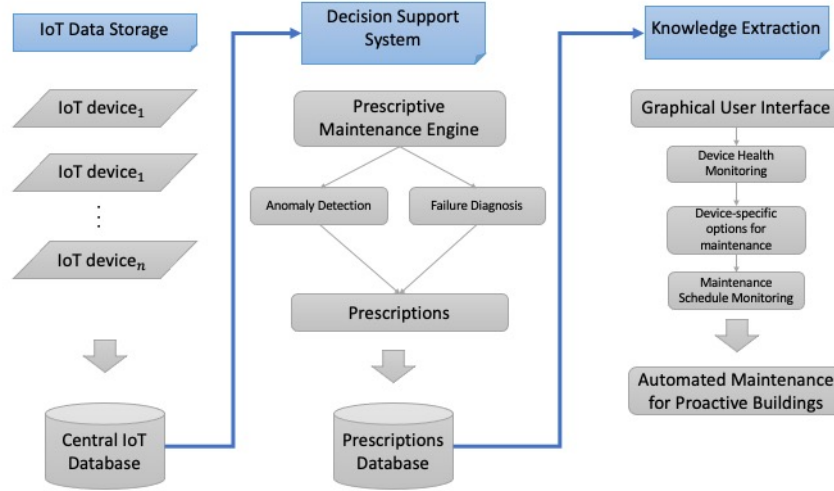 IoT Data Storage
IoT device₁
IoT device₁
⋮
IoT deviceₙ
Central IoT
Database
Decision Support
System
Prescriptive
Maintenance Engine
Anomaly Detection
Failure Diagnosis
Prescriptions
Prescriptions
Database
Knowledge Extraction
Graphical User Interface
Device Health
Monitoring
Device-specific
options for
maintenance
Maintenance
Schedule Monitoring
Automated Maintenance
for Proactive Buildings